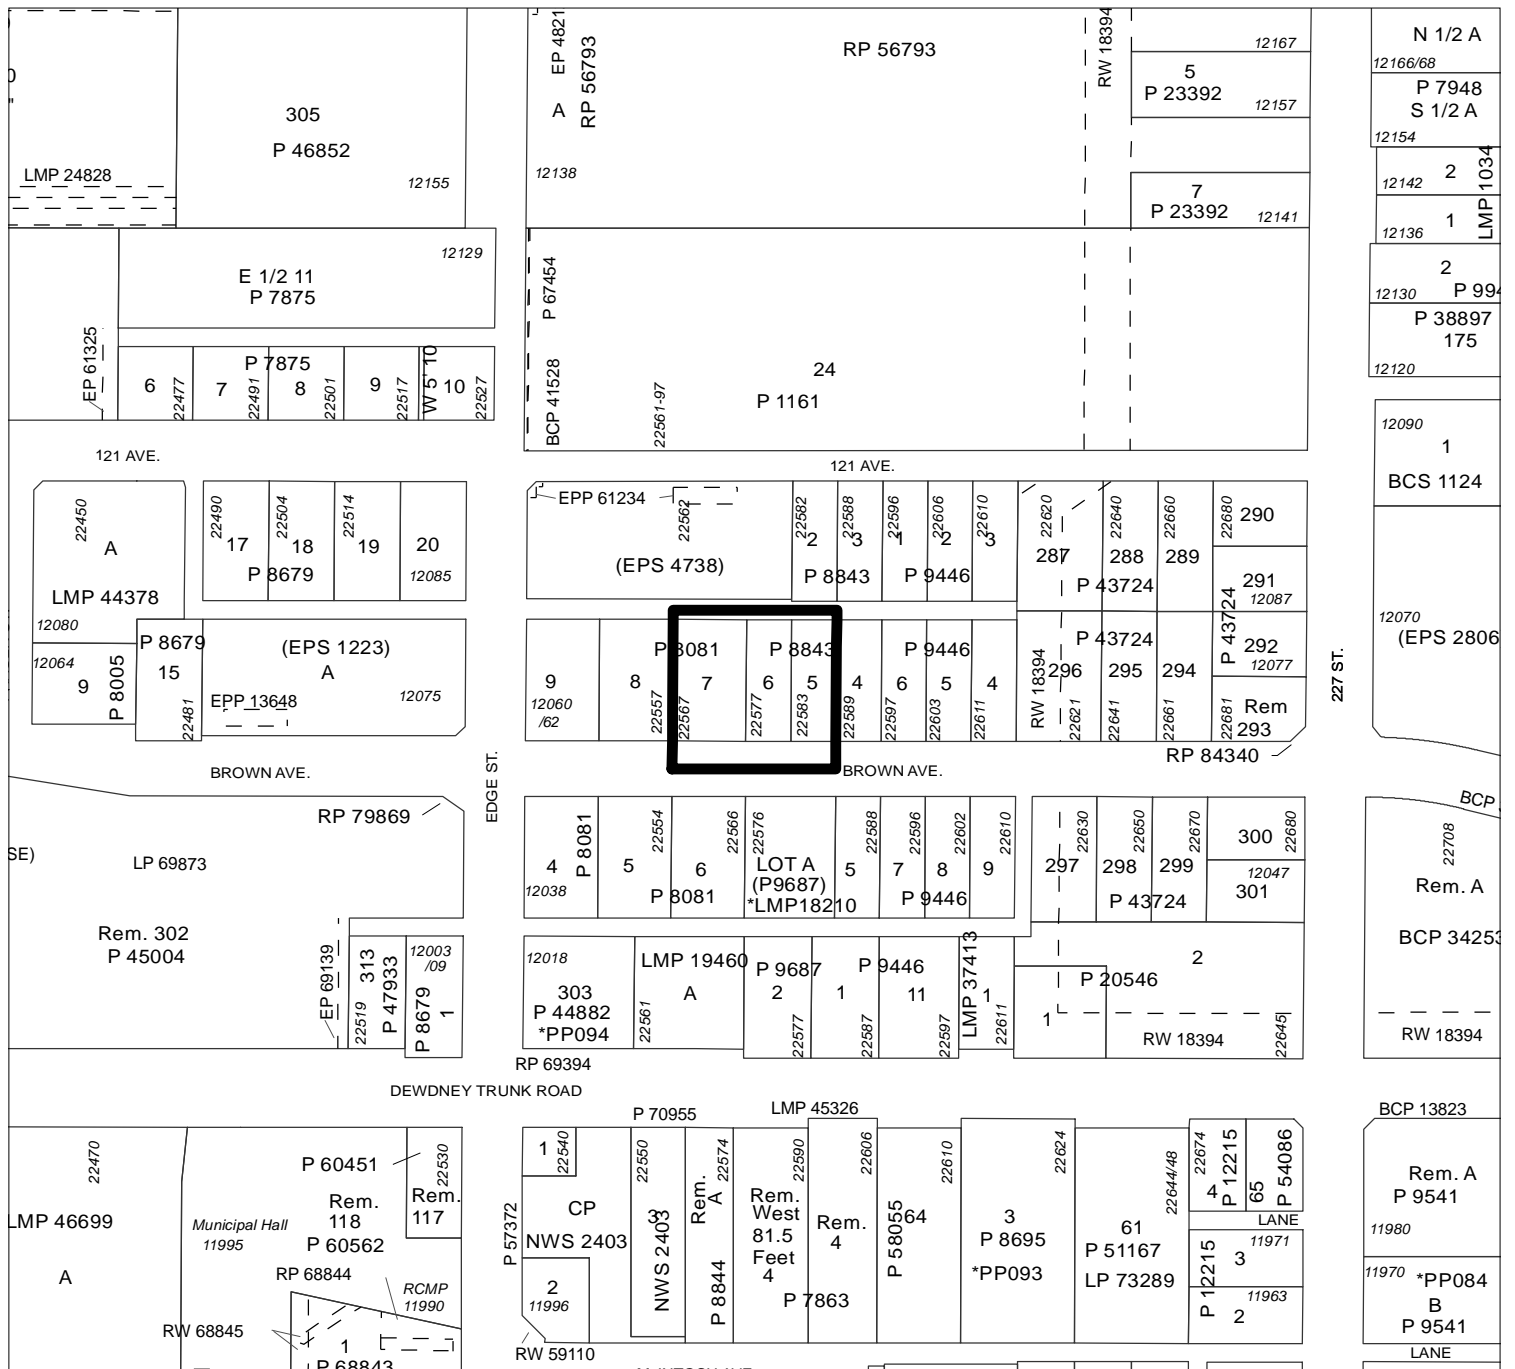 LMP 24828
305
P 46852
12155
EP 4821
A
RP 56793
12138
RP 56793
RW 18394
12167
5
P 23392
12157
7
P 23392
12141
N 1/2 A
12166/68
P 7948
S 1/2 A
12154
2
12142
1
12136
LMP 1034
2
12130
P 38897
175
12120
12129
E 1/2 11
P 7875
P 67454
BCP 41528
24
P 1161
22561-97
EP 61325
P 7875
6
22477
7
22491
8
22501
9
22517
W 5' 10
10
22527
12090
1
BCS 1124
121 AVE.
121 AVE.
22450
A
LMP 44378
12080
22490
17
22504
18
22514
19
20
12085
P 8679
EPP 61234
22562
(EPS 4738)
22582
2
22588
3
P 8843
22596
1
22606
2
22610
3
P 9446
22620
287
22640
288
22660
289
P 43724
22680
290
291
12087
P 43724
292
12077
22681
Rem
293
12070
(EPS 2806
12064
9
P 8005
P 8679
15
22481
(EPS 1223)
A
EPP 13648
12075
9
12060
/62
8
22557
P 8081
7
22567
P 8843
6
22577
5
22583
4
22589
P 9446
6
22597
5
22603
4
22611
RW 18394
P 43724
296
22621
295
22641
294
22661
227 ST.
RP 84340
BROWN AVE.
EDGE ST.
BROWN AVE.
RP 79869
LP 69873
SE)
4
P 8081
12038
5
22554
6
22566
P 8081
22576
LOT A
(P9687)
*LMP18210
5
22588
7
22596
8
22602
9
22610
P 9446
297
22630
298
22650
299
22670
P 43724
300
22680
12047
301
BCP
22708
Rem. A
BCP 34253
Rem. 302
P 45004
EP 69139
313
P 47933
22519
12003
/09
P 8679
1
12018
303
P 44882
*PP094
LMP 19460
A
22561
P 9687
2
22577
P 9446
1
22587
11
22597
LMP 37413
1
22611
2
P 20546
1
RW 18394
22645
RW 18394
RP 69394
DEWDNEY TRUNK ROAD
P 70955
LMP 45326
BCP 13823
22470
LMP 46699
A
P 60451
22530
Rem.
118
P 60562
Rem.
117
Municipal Hall
11995
RP 68844
RCMP
11990
RW 68845
1
P 68843
P 57372
1
22540
CP
NWS 2403
2
11996
RW 59110
22550
3
NWS 2403
22574
Rem.
A
P 8844
22590
Rem.
West
81.5
Feet
4
P 7863
22606
Rem.
4
22610
64
P 58055
22624
3
P 8695
*PP093
22644/48
61
P 51167
LP 73289
22674
4
P 12215
65
P 54086
LANE
11971
3
P 12215
11963
2
Rem. A
P 9541
11980
11970
*PP084
B
P 9541
LANE